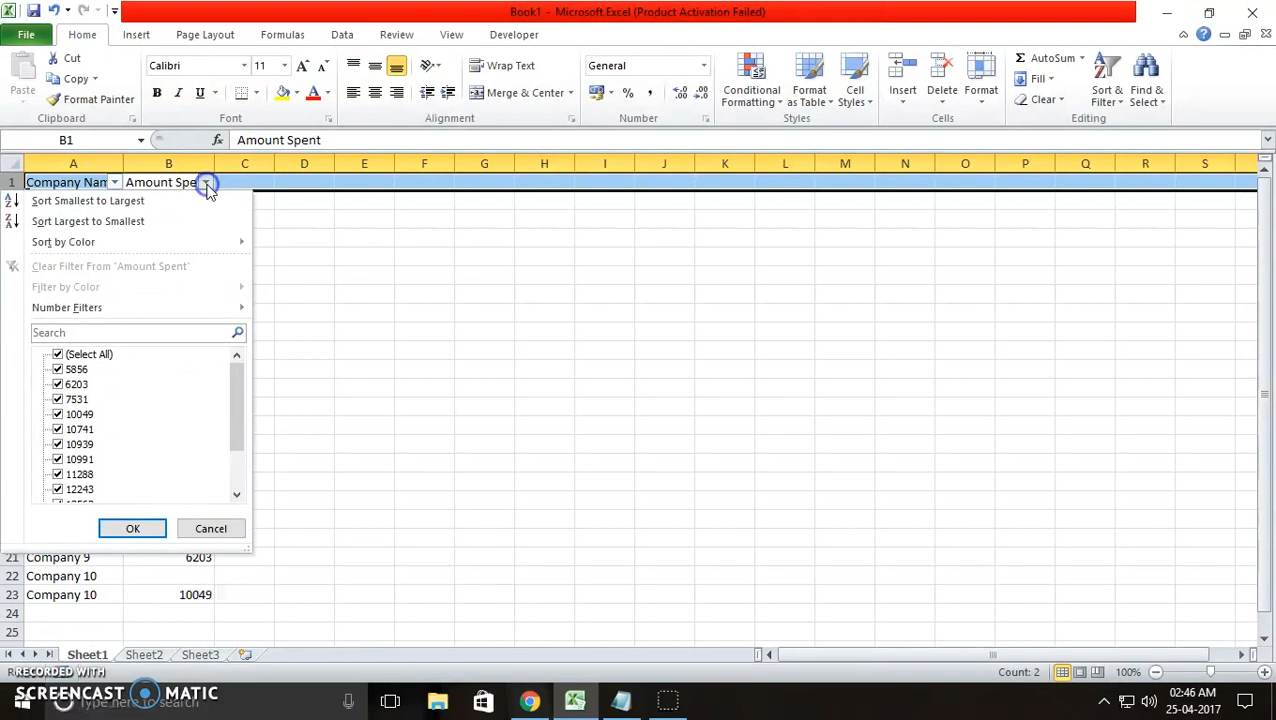 Book1 - Microsoft Excel (Product Activation Failed)
File Home Insert Page Layout Formulas Data Review View Developer
Cut
Copy
Format Painter
Paste
Clipboard
Calibri 11
B I U A
Font
Wrap Text
Merge & Center
Alignment
General
%
Number
Conditional Formatting
Format as Table
Cell Styles
Styles
Insert Delete Format
Cells
AutoSum
Fill
Clear
Sort & Filter
Find & Select
Editing
B1 fx Amount Spent
A B C D E F G H I J K L M N O P Q R S
1 Company Nam Amount Spe
Sort Smallest to Largest
Sort Largest to Smallest
Sort by Color
Clear Filter From "Amount Spent"
Filter by Color
Number Filters
Search
(Select All)
5856
6203
7531
10049
10741
10939
10991
11288
12243
OK Cancel
21 Company 9 6203
22 Company 10
23 Company 10 10049
24
25
Sheet1 Sheet2 Sheet3
Count: 2 100%
RECORDED WITH
SCREENCAST MATIC
Type here to search
02:46 AM
25-04-2017